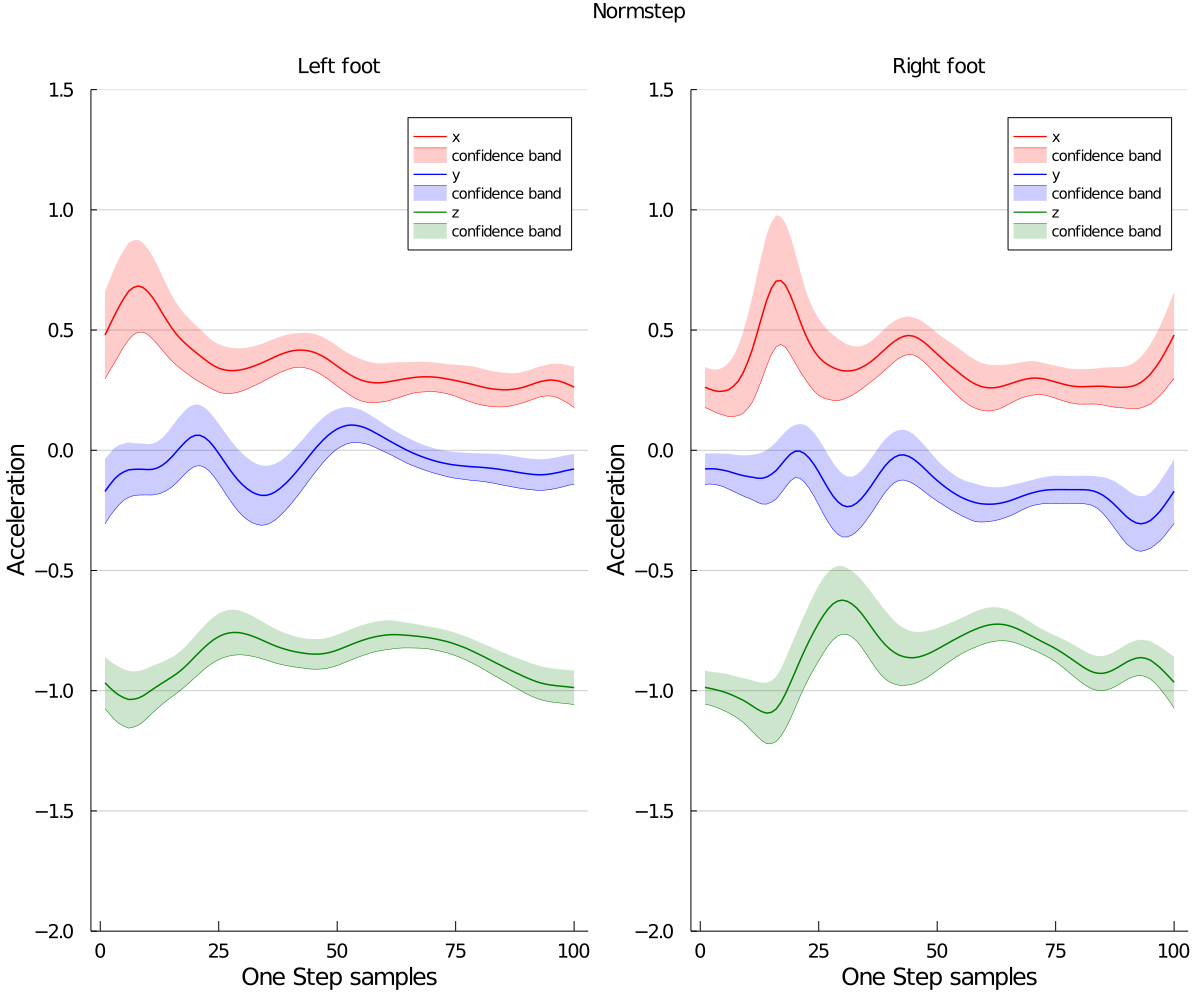 Normstep
Left foot
1.5
1.0
0.5
0.0
−0.5
−1.0
−1.5
−2.0
Acceleration
x
confidence band
y
confidence band
z
confidence band
0 25 50 75 100
One Step samples
Right foot
1.5
1.0
0.5
0.0
−0.5
−1.0
−1.5
−2.0
Acceleration
x
confidence band
y
confidence band
z
confidence band
0 25 50 75 100
One Step samples